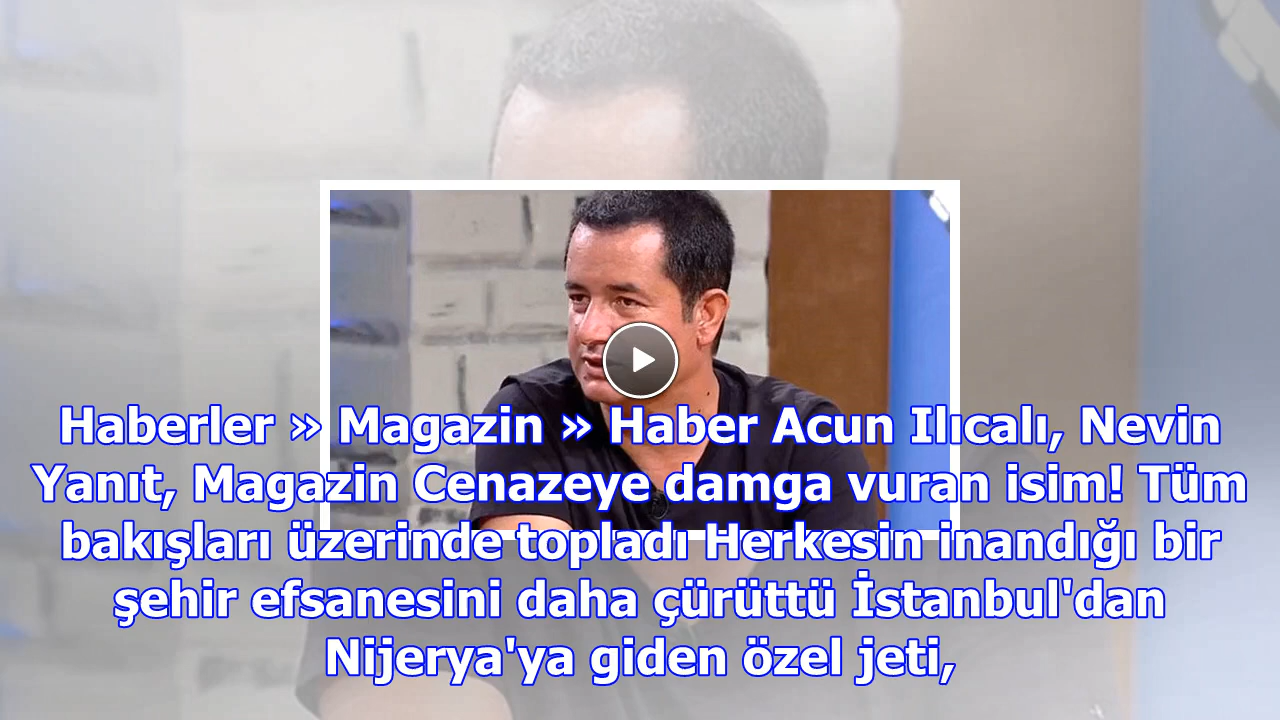 Haberler » Magazin » Haber Acun Ilıcalı, Nevin
Yanıt, Magazin Cenazeye damga vuran isim! Tüm
bakışları üzerinde topladı Herkesin inandığı bir
şehir efsanesini daha çürüttü İstanbul'dan
Nijerya'ya giden özel jeti,